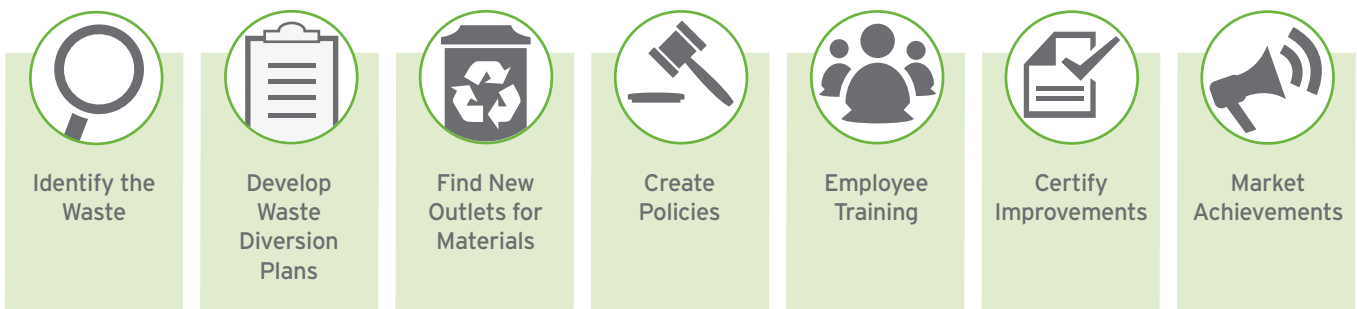 Identify the
Waste
Develop
Waste
Diversion
Plans
Find New
Outlets for
Materials
Create
Policies
Employee
Training
Certify
Improvements
Market
Achievements